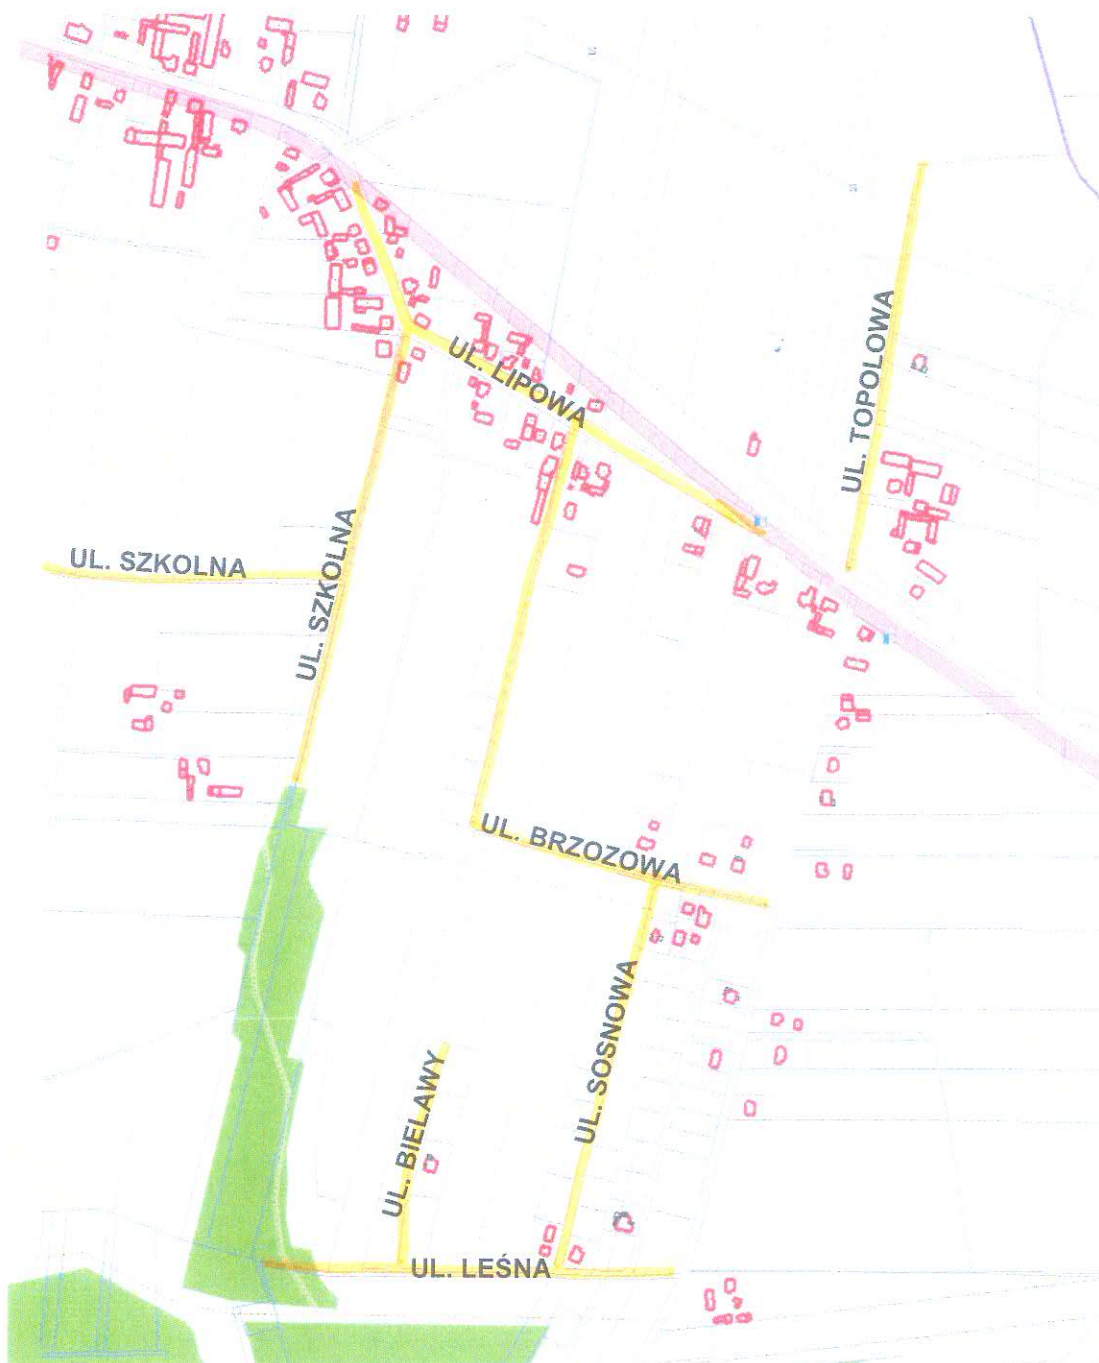 UL. LIPOWA
UL. TOPOLOWA
UL. SZKOLNA
UL. SZKOLNA
UL. BRZOZOWA
UL. SOSNOWA
UL. BIELAWY
UL. LEŚNA